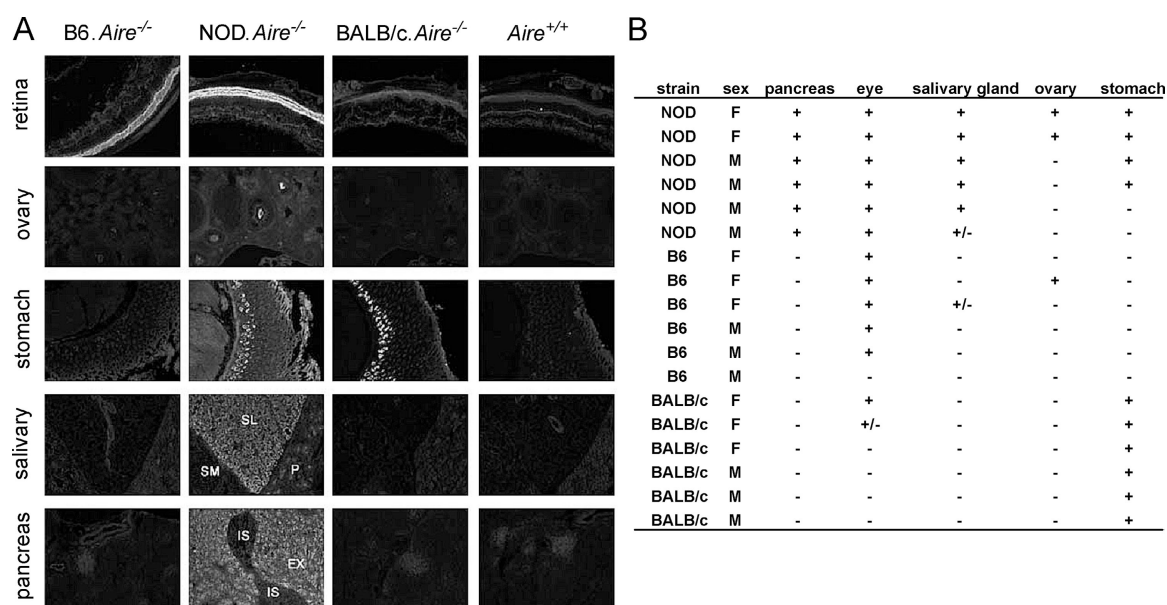 A
B6. Aire-/-
NOD. Aire-/-
BALB/c. Aire-/-
Aire+/+
retina
ovary
stomach
salivary
SL
SM
P
pancreas
IS
EX
IS
B
strain sex pancreas eye salivary gland ovary stomach
NOD F + + + + +
NOD F + + + + +
NOD M + + + - +
NOD M + + + - +
NOD M + + + - -
NOD M + + +/- - -
B6 F - + - - -
B6 F - + - + -
B6 F - + +/- - -
B6 M - + - - -
B6 M - + - - -
B6 M - - - - -
BALB/c F - + - - +
BALB/c F - +/- - - +
BALB/c F - - - - +
BALB/c M - - - - +
BALB/c M - - - - +
BALB/c M - - - - +